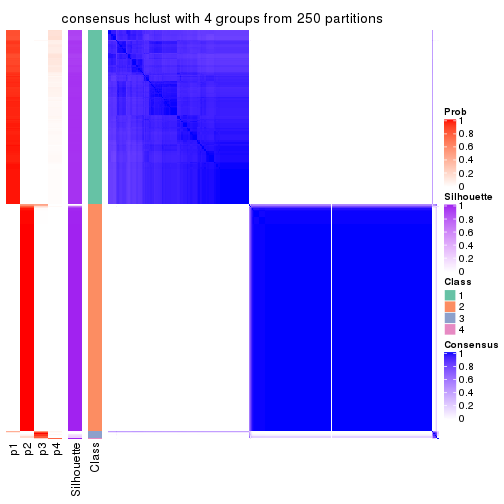 consensus hclust with 4 groups from 250 partitions
Prob
1
0.8
0.6
0.4
0.2
0
Silhouette
1
0.8
0.6
0.4
0.2
0
Class
1
2
3
4
Consensus
1
0.8
0.6
0.4
0.2
0
p1
p2
p3
p4
Silhouette
Class